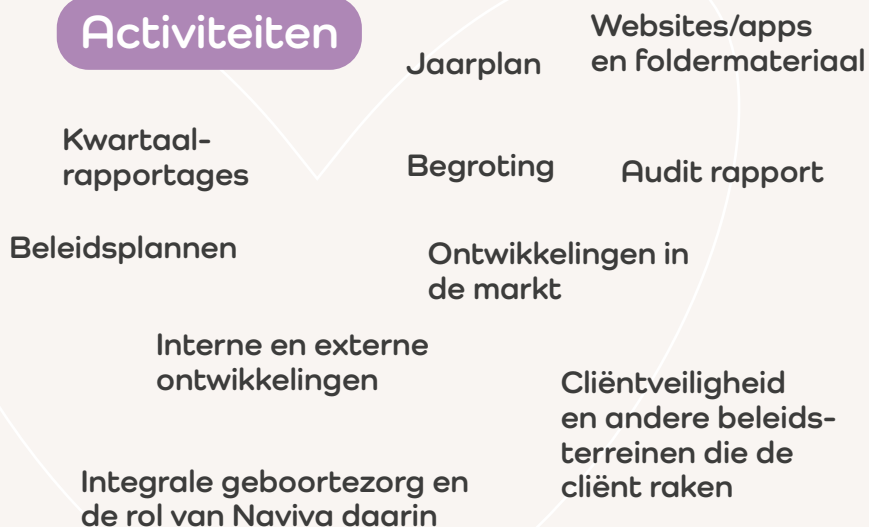 Activiteiten
Jaarplan
Websites/apps
en foldermateriaal
Kwartaal-
rapportages
Begroting
Audit rapport
Beleidsplannen
Ontwikkelingen in
de markt
Interne en externe
ontwikkelingen
Cliëntveiligheid
en andere beleids-
terreinen die de
cliënt raken
Integrale geboortezorg en
de rol van Naviva daarin